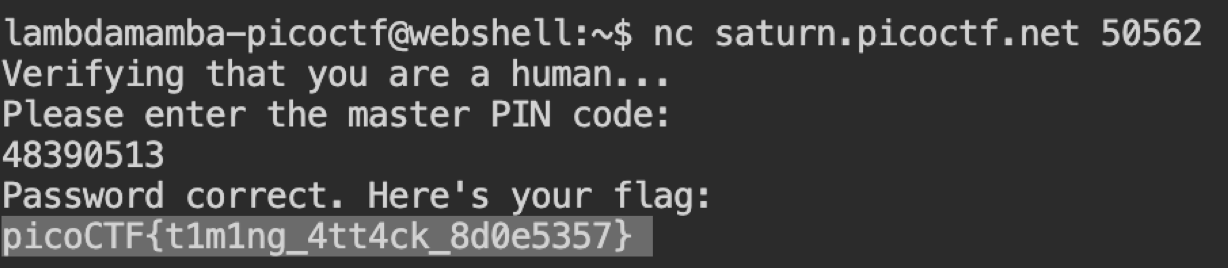 lambdamamba-picoctf@webshell:~$ nc saturn.picoctf.net 50562
Verifying that you are a human...
Please enter the master PIN code:
48390513
Password correct. Here's your flag:
picoCTF{t1m1ng_4tt4ck_8d0e5357}